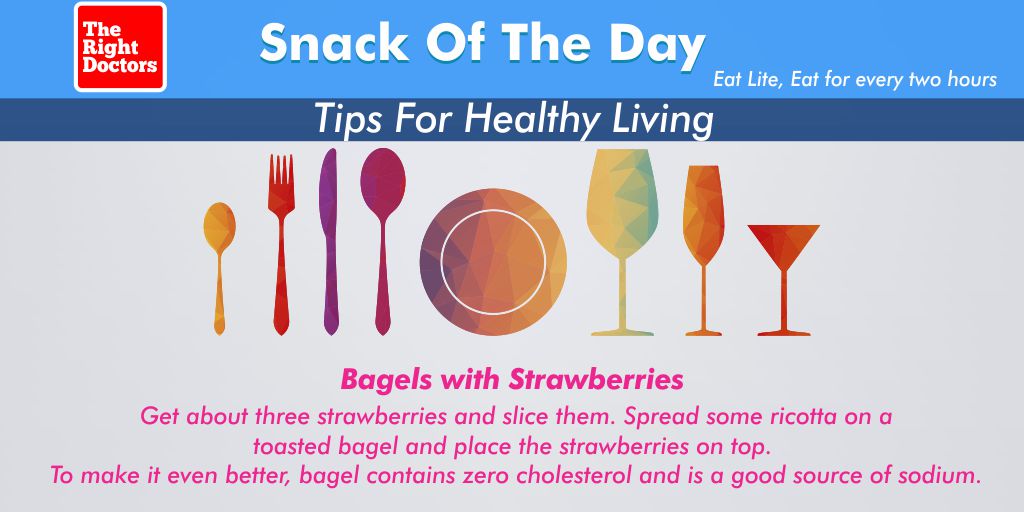 The
Right
Doctors
Snack Of The Day
Eat Lite, Eat for every two hours
Tips For Healthy Living
Bagels with Strawberries
Get about three strawberries and slice them. Spread some ricotta on a
toasted bagel and place the strawberries on top.
To make it even better, bagel contains zero cholesterol and is a good source of sodium.